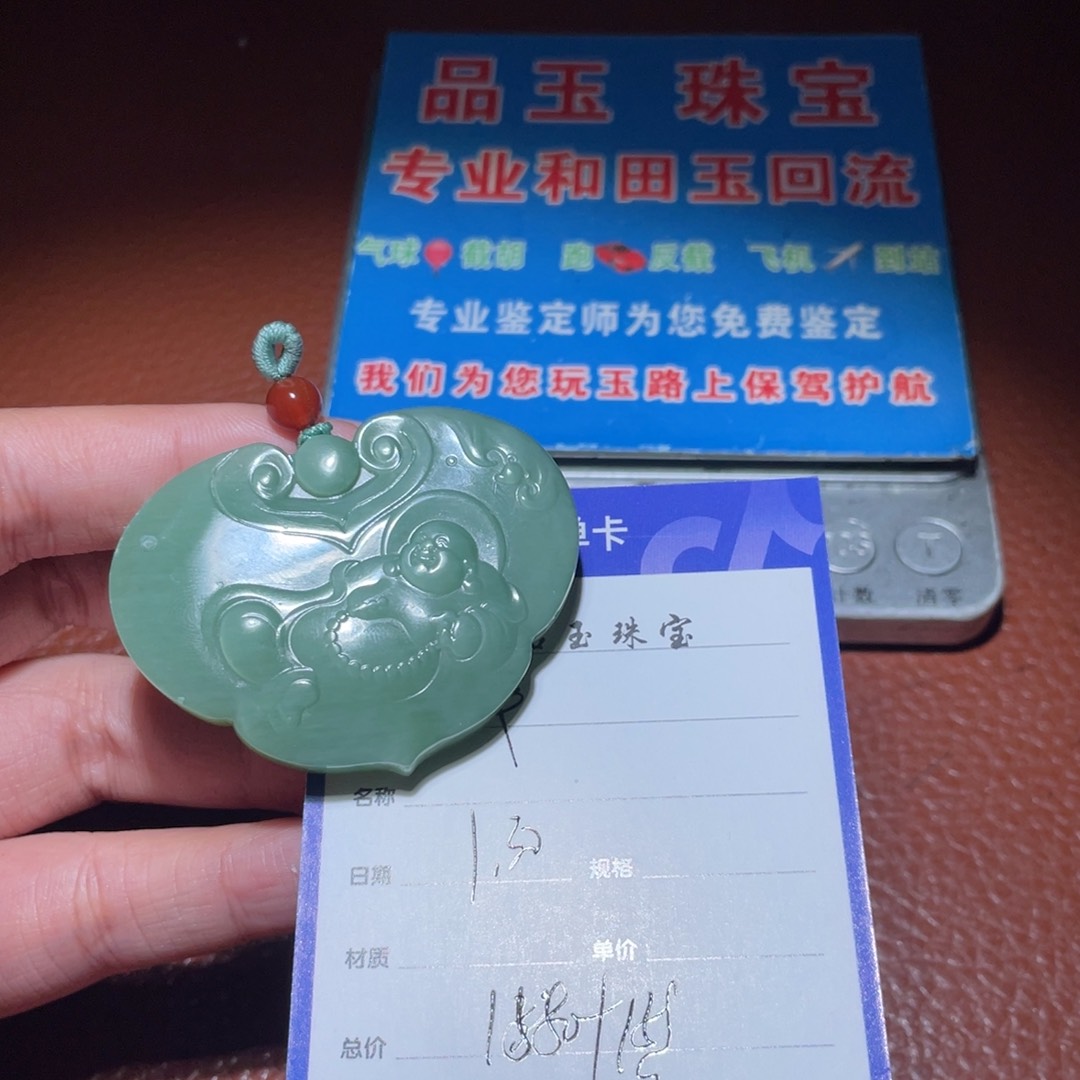 品玉 珠宝
专业和田玉回流
气球 截胡 跑 反截 飞机 到站
专业鉴定师为您免费鉴定
我们为您玩玉路上保驾护航
单卡
计数 清零
玉珠宝
名称
日期 规格
材质 单价
总价